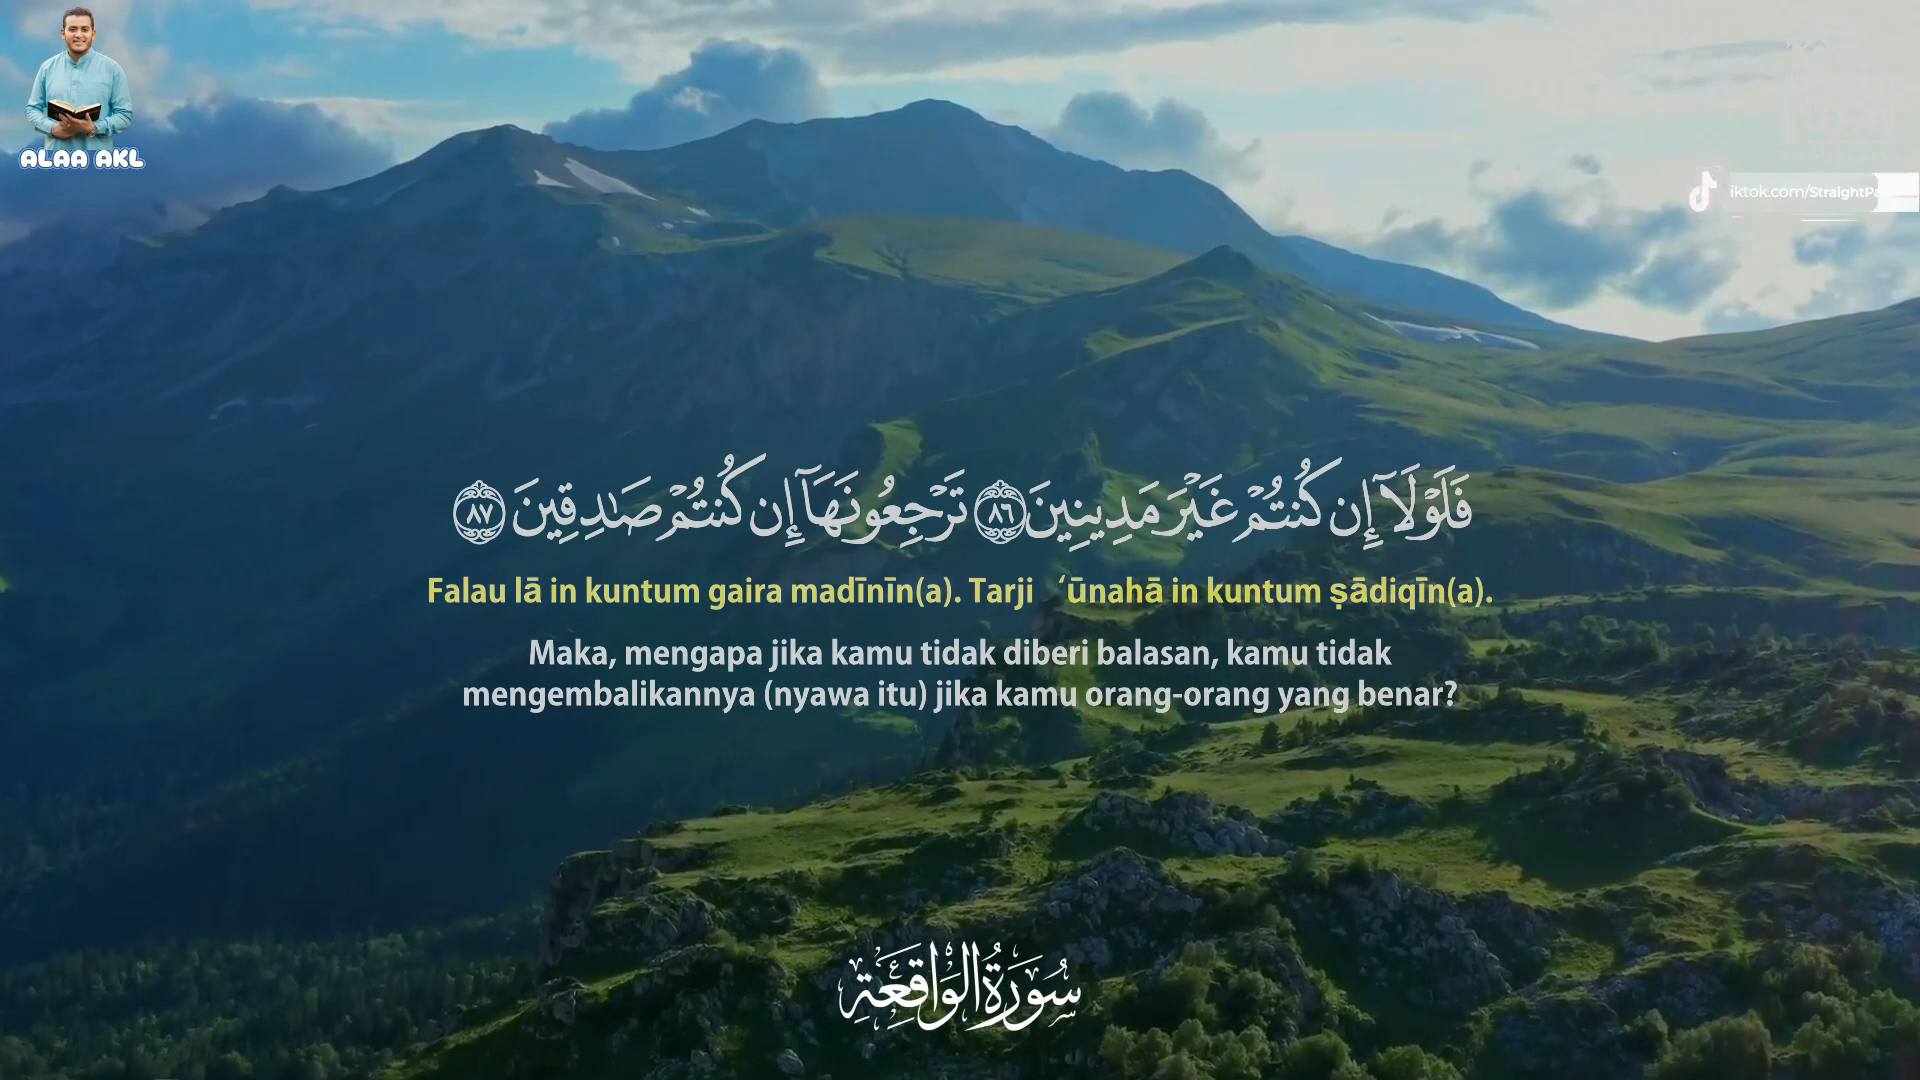 ALAA AKL
iktok.com/StraightPa
فَلَوْلَآ إِن كُنتُمْ غَيْرَ مَدِينِينَ ٨٦ تَرْجِعُونَهَآ إِن كُنتُمْ صَـٰدِقِينَ ٨٧
Falau lā in kuntum gaira madīnīn(a). Tarji ‘ūnahā in kuntum ṣādiqīn(a).
Maka, mengapa jika kamu tidak diberi balasan, kamu tidak
mengembalikannya (nyawa itu) jika kamu orang-orang yang benar?
سُورَةُ الْوَاقِعَةِ